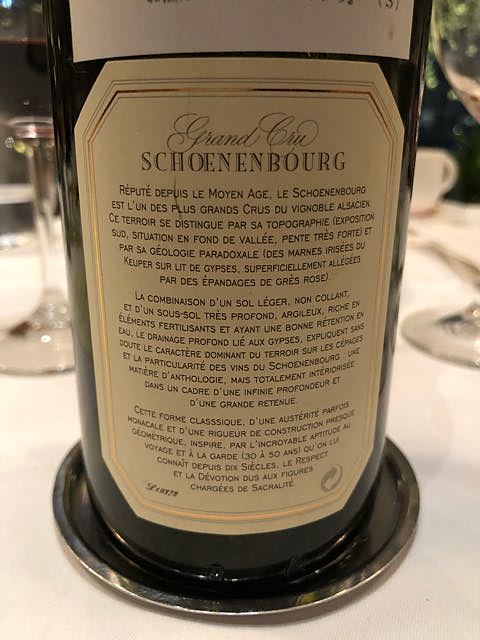 Grand Cru
SCHOENENBOURG
RÉPUTÉ DEPUIS LE MOYEN AGE, LE SCHOENENBOURG
EST L'UN DES PLUS GRANDS CRUS DU VIGNOBLE ALSACIEN.
CE TERROIR SE DISTINGUE PAR SA TOPOGRAPHIE (EXPOSITION
SUD, SITUATION EN FOND DE VALLÉE, PENTE TRÈS FORTE) ET
PAR SA GÉOLOGIE PARADOXALE (DES MARNES IRISÉES DU
KEUPER SUR LIT DE GYPSES, SUPERFICIELLEMENT ALLÉGÉES
PAR DES ÉPANDAGES DE GRÈS ROSE).
LA COMBINAISON D'UN SOL LÉGER, NON COLLANT,
ET D'UN SOUS-SOL TRÈS PROFOND, ARGILEUX, RICHE EN
ÉLÉMENTS FERTILISANTS ET AYANT UNE BONNE RÉTENTION EN
EAU, LE DRAINAGE PROFOND LIÉ AUX GYPSES, EXPLIQUENT SANS
DOUTE LE CARACTÈRE DOMINANT DU TERROIR SUR LES CÉPAGES
ET LA PARTICULARITÉ DES VINS DU SCHOENENBOURG : UNE
MATIÈRE D'ANTHOLOGIE, MAIS TOTALEMENT INTÉRIORISÉE
DANS UN CADRE D'UNE INFINIE PROFONDEUR ET
D'UNE GRANDE RETENUE.
CETTE FORME CLASSSIQUE, D'UNE AUSTÉRITÉ PARFOIS
MONACALE ET D'UNE RIGUEUR DE CONSTRUCTION PRESQUE
GÉOMÉTRIQUE, INSPIRE, PAR L'INCROYABLE APTITUDE AU
VOYAGE ET À LA GARDE (30 À 50 ANS) QU'ON LUI
CONNAÎT DEPUIS DIX SIÈCLES, LE RESPECT
ET LA DÉVOTION DUS AUX FIGURES
CHARGÉES DE SACRALITÉ.